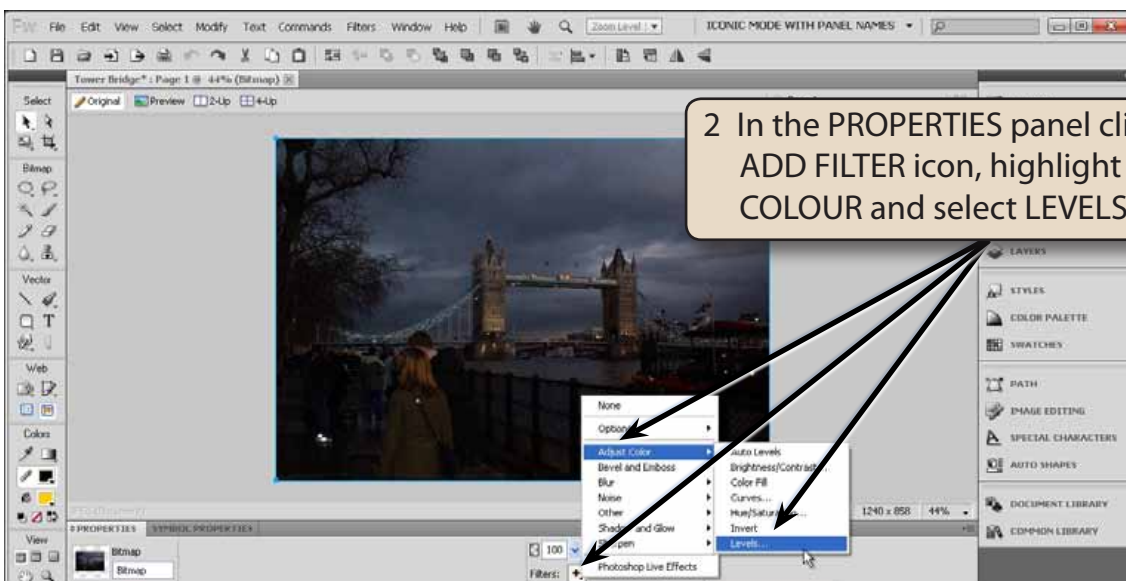 FW File Edit View Select Modify Text Commands Filters Window Help Zoom Level ICONIC MODE WITH PANEL NAMES
Tower Bridge* : Page 1 @ 44% (Bitmap)
Select
Original Preview 2-Up 4-Up
2 In the PROPERTIES panel cli
ADD FILTER icon, highlight
COLOUR and select LEVELS
Bitmap
LAYERS
Vector
STYLES
COLOR PALETTE
SWATCHES
Web
PATH
IMAGE EDITING
SPECIAL CHARACTERS
AUTO SHAPES
Colors
None
Options
Adjust Color
Bevel and Emboss
Blur
Noise
Other
Shadow and Glow
Sharpen
Photoshop Live Effects
Auto Levels
Brightness/Contrast...
Color Fill
Curves...
Hue/Saturation...
Invert
Levels...
1240 x 858 44%
DOCUMENT LIBRARY
COMMON LIBRARY
View
PROPERTIES SYMBOL PROPERTIES
Bitmap
Bitmap
100
Filters: